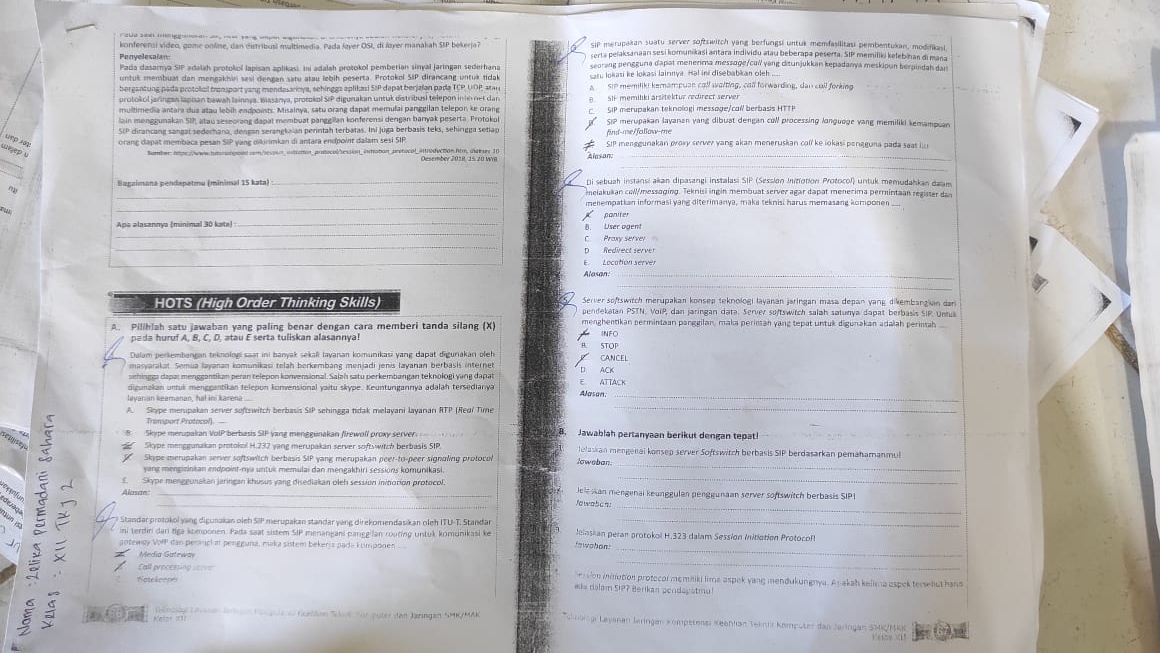 konferensi video, game online, dan distribusi multimedia. Pada layer OSI, di layer manakah SIP bekerja?
Penyelesaian:
Pada dasarnya SIP adalah protokol lapisan aplikasi. Ini adalah protokol pemberian sinyal jaringan sederhana
untuk membuat dan mengakhiri sesi dengan satu atau lebih peserta. Protokol SIP dirancang untuk tidak
bergantung pada protokol transport yang mendasarinya, sehingga aplikasi SIP dapat berjalan pada TCP, UDP, atau
protokol jaringan lapisan bawah lainnya. Biasanya, protokol SIP digunakan untuk distribusi telepon internet dan
multimedia antara dua atau lebih endpoints. Misalnya, satu orang dapat memulai panggilan telepon ke orang
lain menggunakan SIP, atau seseorang dapat membuat panggilan konferensi dengan banyak peserta. Protokol
SIP dirancang sangat sederhana, dengan serangkaian perintah terbatas. Ini juga berbasis teks, sehingga setiap
orang dapat membaca pesan SIP yang dikirimkan di antara endpoint dalam sesi SIP.
Desember 2018, 15.20 WIB
Bagaimana pendapatmu (minimal 15 kata) :
Apa alasannya (minimal 30 kata) :
HOTS (High Order Thinking Skills)
A. Pilihlah satu jawaban yang paling benar dengan cara memberi tanda silang (X)
pada huruf A, B, C, D, atau E serta tuliskan alasannya!
Dalam perkembangan teknologi saat ini banyak sekali layanan komunikasi yang dapat digunakan oleh
masyarakat. Semua layanan komunikasi telah berkembang menjadi jenis layanan berbasis internet
sehingga dapat menggantikan peran telepon konvensional. Salah satu perkembangan teknologi yang dapat
digunakan untuk menggantikan telepon konvensional yaitu skype. Keuntungannya adalah tersedianya
layanan keamanan, hal ini karena ....
A. Skype merupakan server softswitch berbasis SIP sehingga tidak melayani layanan RTP (Real Time
Transport Protocol).
B. Skype merupakan VoIP berbasis SIP yang menggunakan firewall proxy server.
Skype menggunakan protokol H.232 yang merupakan server softswitch berbasis SIP.
Skype merupakan server softswitch berbasis SIP yang merupakan peer-to-peer signaling protocol
yang mengizinkan endpoint-nya untuk memulai dan mengakhiri sessions komunikasi.
E. Skype menggunakan jaringan khusus yang disediakan oleh session initiation protocol.
Alasan:
Standar protokol yang digunakan oleh SIP merupakan standar yang direkomendasikan oleh ITU-T. Standar
ini terdiri dari tiga komponen. Pada saat sistem SIP menangani panggilan routing untuk komunikasi ke
gateway VoIP dan perangkat pengguna, maka sistem bekerja pada komponen ....
Media Gateway
Call processing server
Gatekeeper
Kelas XII
Nama : Zelika Permadani Sahara
Kelas : XII TKJ 2
SIP merupakan suatu server softswitch yang berfungsi untuk memfasilitasi pembentukan, modifikasi,
serta pelaksanaan sesi komunikasi antara individu atau beberapa peserta. SIP memiliki kelebihan di mana
seorang pengguna dapat menerima message/call yang ditunjukkan kepadanya meskipun berpindah dari
satu lokasi ke lokasi lainnya. Hal ini disebabkan oleh ....
A. SIP memiliki kemampuan call waiting, call forwarding, dan call forking
B. SIP memiliki arsitektur redirect server
C. SIP merupakan teknologi message/call berbasis HTTP
SIP merupakan layanan yang dibuat dengan call processing language yang memiliki kemampuan
find-me/follow-me
SIP menggunakan proxy server yang akan meneruskan call ke lokasi pengguna pada saat itu
Alasan:
Di sebuah instansi akan dipasangi instalasi SIP (Session Initiation Protocol) untuk memudahkan dalam
melakukan call/messaging. Teknisi ingin membuat server agar dapat menerima permintaan register dan
menempatkan informasi yang diterimanya, maka teknisi harus memasang komponen ....
paniter
B. User agent
C. Proxy server
D. Redirect server
E. Location server
Alasan:
Server softswitch merupakan konsep teknologi layanan jaringan masa depan yang dikembangkan dari
pendekatan PSTN, VoIP, dan jaringan data. Server softswitch salah satunya dapat berbasis SIP. Untuk
menghentikan permintaan panggilan, maka perintah yang tepat untuk digunakan adalah perintah ....
INFO
B. STOP
CANCEL
D. ACK
E. ATTACK
Alasan:
B. Jawablah pertanyaan berikut dengan tepat!
Jelaskan mengenai konsep server Softswitch berbasis SIP berdasarkan pemahamanmu!
Jawaban:
Jelaskan mengenai keunggulan penggunaan server softswitch berbasis SIP!
Jawaban:
Jelaskan peran protokol H.323 dalam Session Initiation Protocol!
Jawaban:
Session initiation protocol memiliki lima aspek yang mendukungnya. Apakah kelima aspek tersebut harus
ada dalam SIP? Berikan pendapatmu!
Teknologi Layanan Jaringan Kompetensi Keahlian Teknik Komputer dan Jaringan SMK/MAK
Kelas XII
67